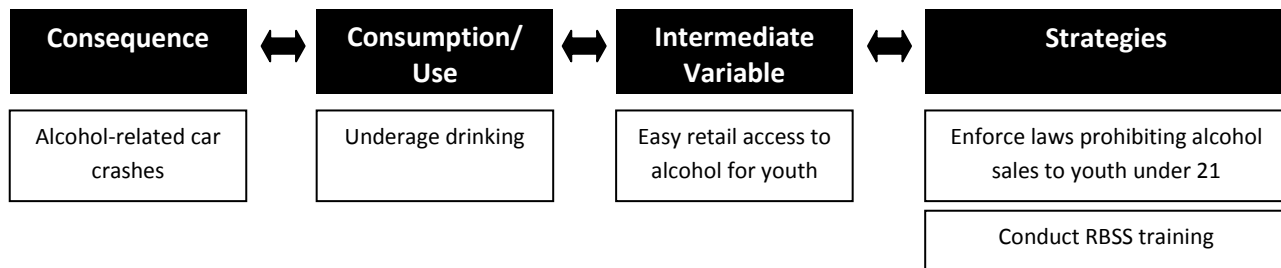 Consequence
Consumption/
Use
Intermediate
Variable
Strategies
Alcohol-related car
crashes
Underage drinking
Easy retail access to
alcohol for youth
Enforce laws prohibiting alcohol
sales to youth under 21
Conduct RBSS training